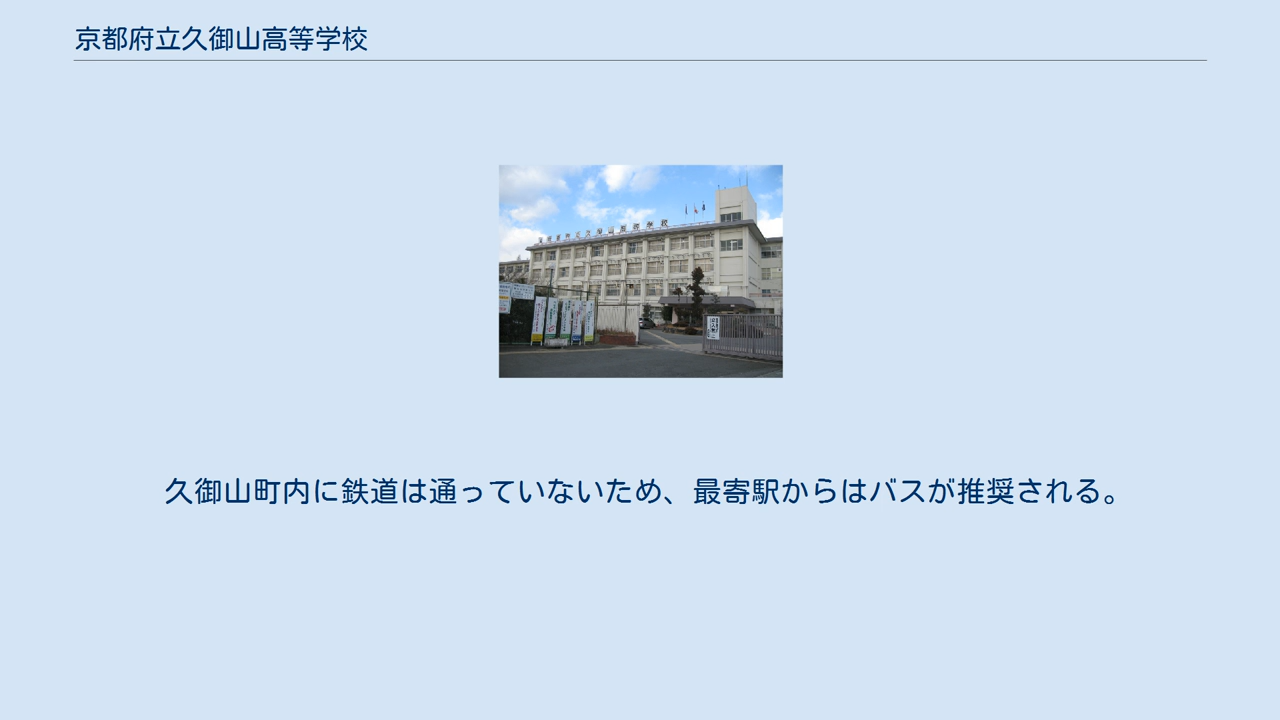 京都府立久御山高等学校
久御山町内に鉄道は通っていないため、最寄駅からはバスが推奨される。